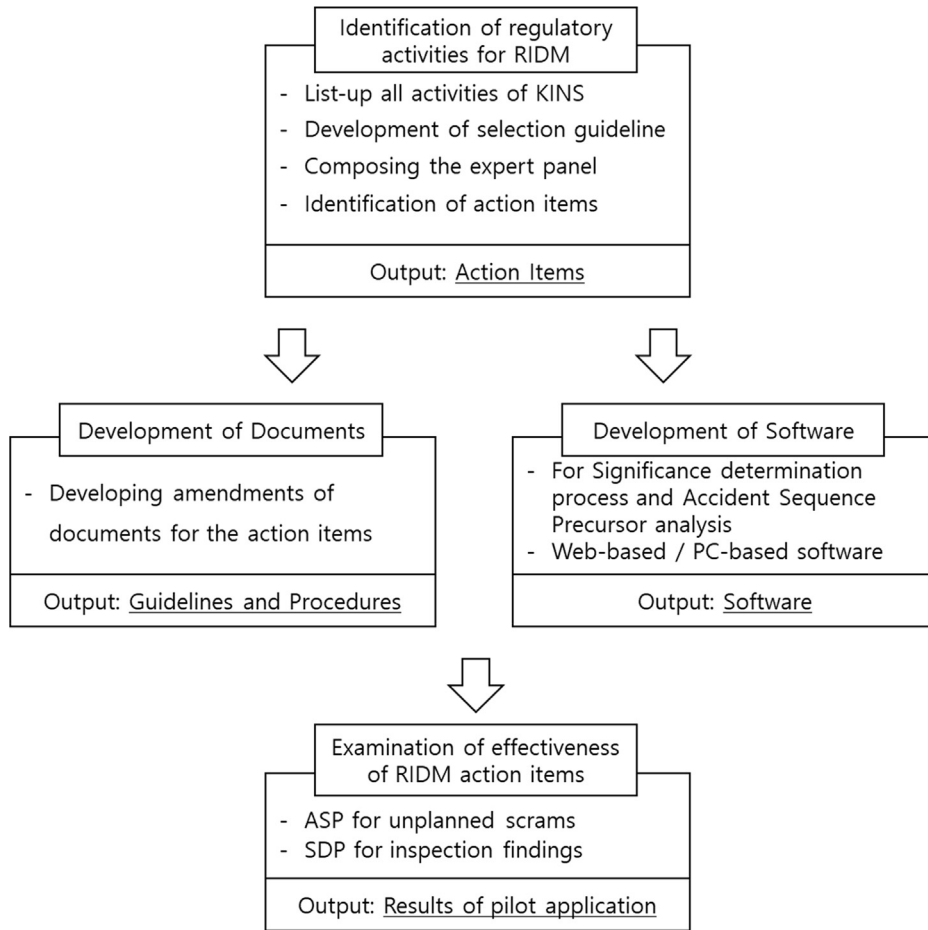 Identification of regulatory
activities for RIDM
- List-up all activities of KINS
- Development of selection guideline
- Composing the expert panel
- Identification of action items
Output: Action Items
Development of Documents
- Developing amendments of
documents for the action items
Output: Guidelines and Procedures
Development of Software
- For Significance determination
process and Accident Sequence
Precursor analysis
- Web-based / PC-based software
Output: Software
Examination of effectiveness
of RIDM action items
- ASP for unplanned scrams
- SDP for inspection findings
Output: Results of pilot application